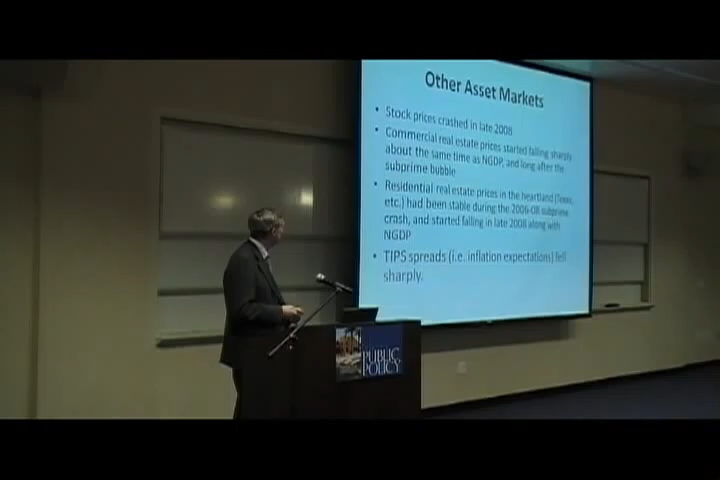 Other Asset Markets
• Stock prices crashed in late 2008
• Commercial real estate prices started falling sharply
about the same time as NGDP, and long after the
subprime bubble
• Residential real estate prices in the heartland (Texas,
etc.) had been stable during the 2006-08 subprime
crash, and started falling in late 2008 along with
NGDP
• TIPS spreads (i.e. inflation expectations) fell
sharply.
PUBLIC
POLICY